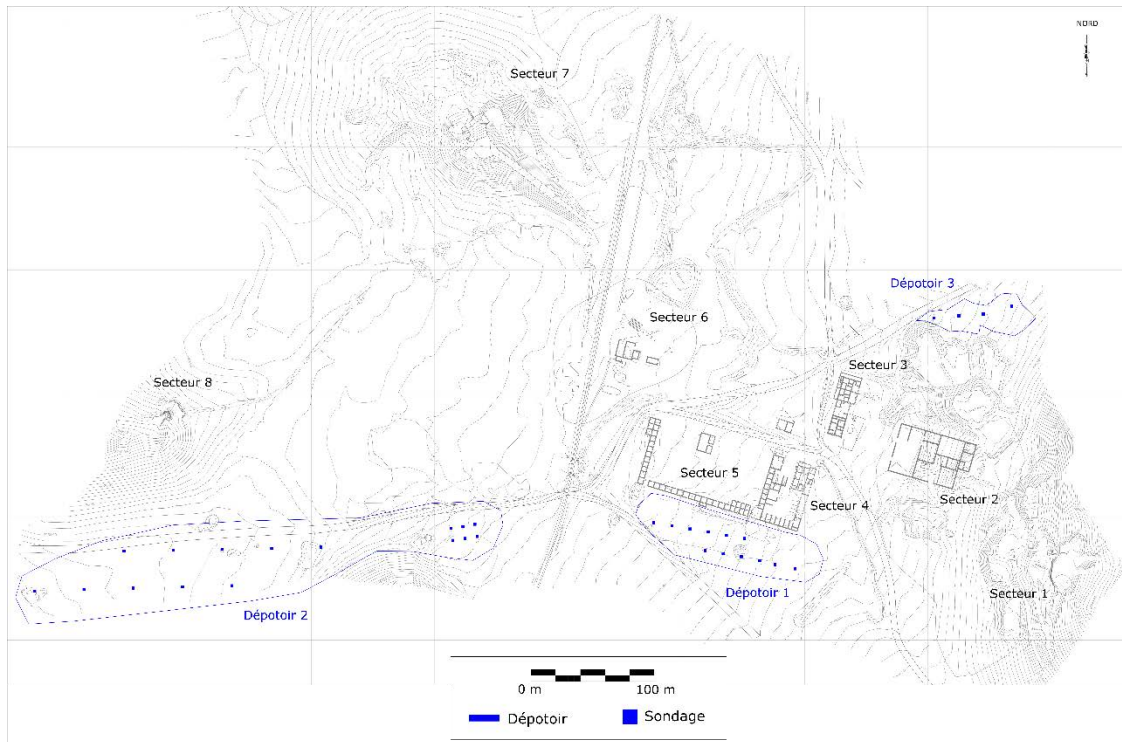 NORD
Secteur 7
Dépotoir 3
Secteur 6
Secteur 3
Secteur 8
Secteur 5
Secteur 4
Secteur 2
Dépotoir 1
Secteur 1
Dépotoir 2
0 m 100 m
Dépotoir Sondage